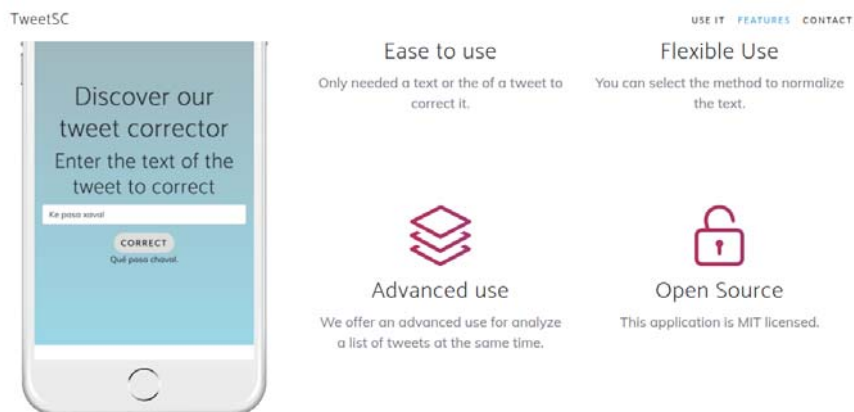 TweetSC
USE IT FEATURES CONTACT
Discover our
tweet corrector
Enter the text of the
tweet to correct
Ke pasa xaval
CORRECT
Qué pasa chaval.
Ease to use
Only needed a text or the of a tweet to
correct it.
Flexible Use
You can select the method to normalize
the text.
Advanced use
We offer an advanced use for analyze
a list of tweets at the same time.
Open Source
This application is MIT licensed.